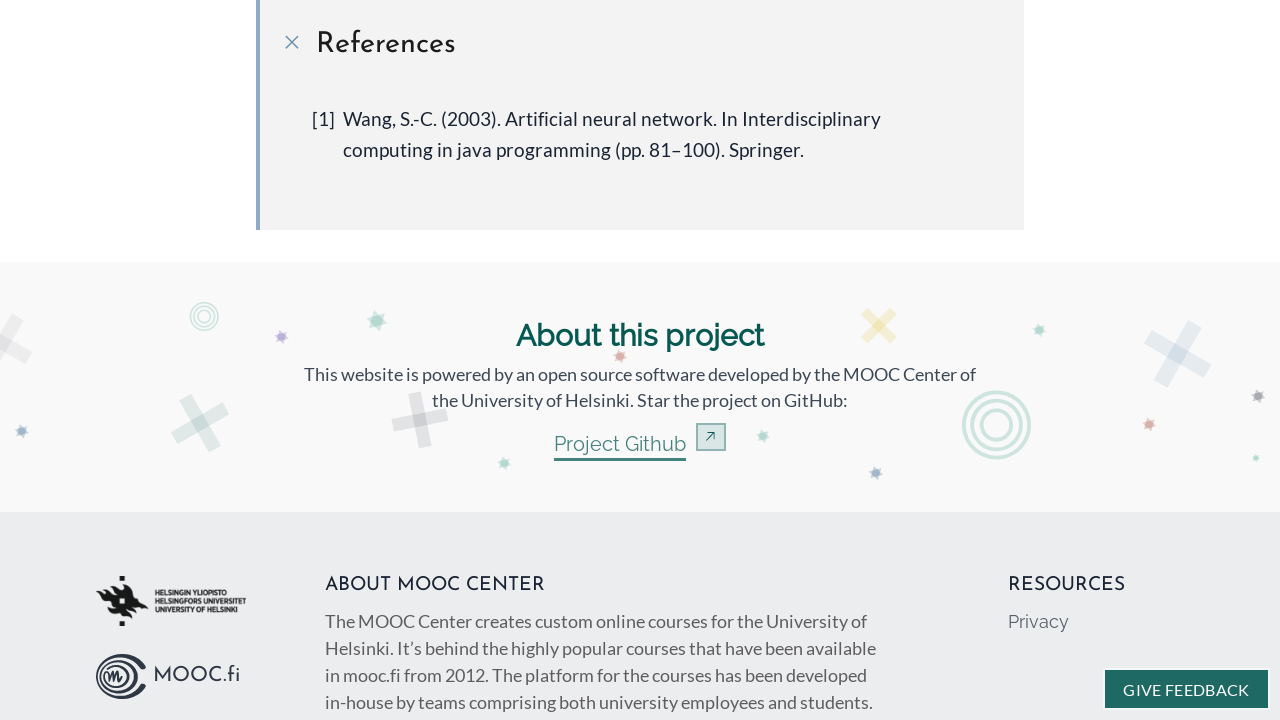 References
[1] Wang, S.-C. (2003). Artificial neural network. In Interdisciplinary
computing in java programming (pp. 81–100). Springer.
About this project
This website is powered by an open source software developed by the MOOC Center of
the University of Helsinki. Star the project on GitHub:
Project Github
HELSINGIN YLIOPISTO
HELSINGFORS UNIVERSITET
UNIVERSITY OF HELSINKI
MOOC.fi
ABOUT MOOC CENTER
The MOOC Center creates custom online courses for the University of
Helsinki. It’s behind the highly popular courses that have been available
in mooc.fi from 2012. The platform for the courses has been developed
in-house by teams comprising both university employees and students.
RESOURCES
Privacy
GIVE FEEDBACK